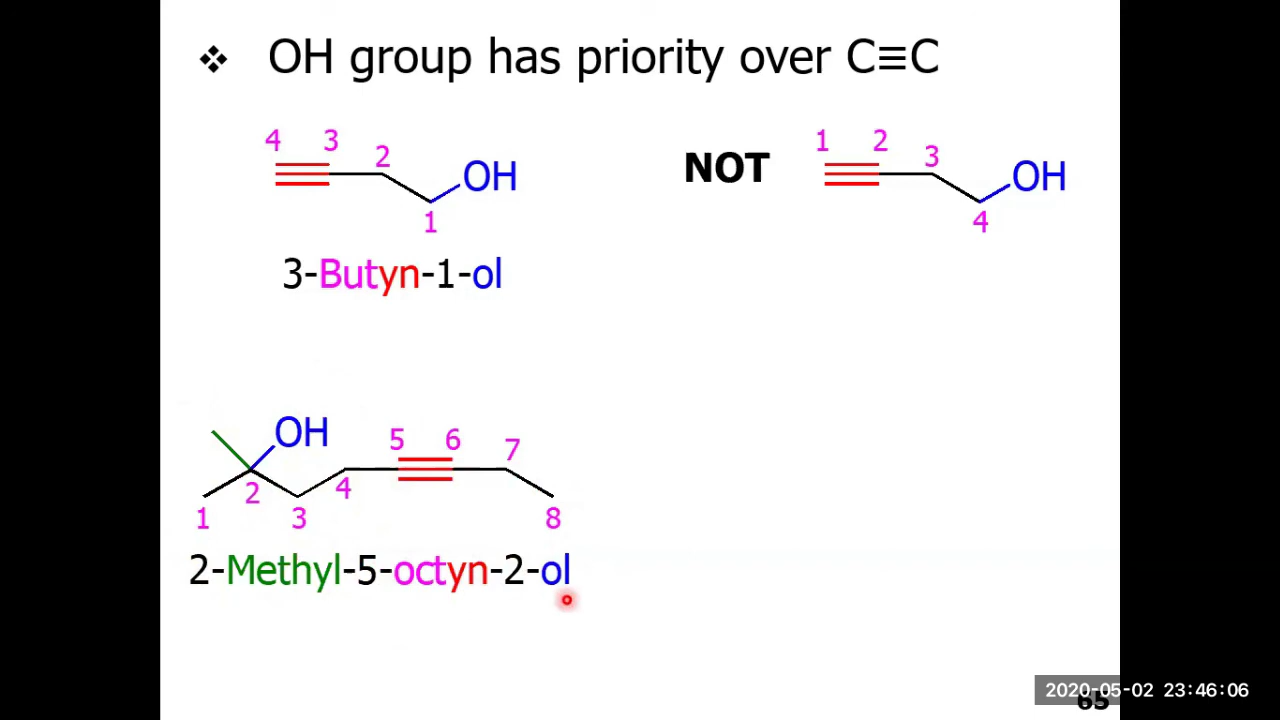 ❖ OH group has priority over C≡C
4 3 2 OH 1
NOT
1 2 3 OH 4
3-Butyn-1-ol
OH
5 6 7
1 2 3 4 8
2-Methyl-5-octyn-2-ol
2020-05-02 23:46:06
65